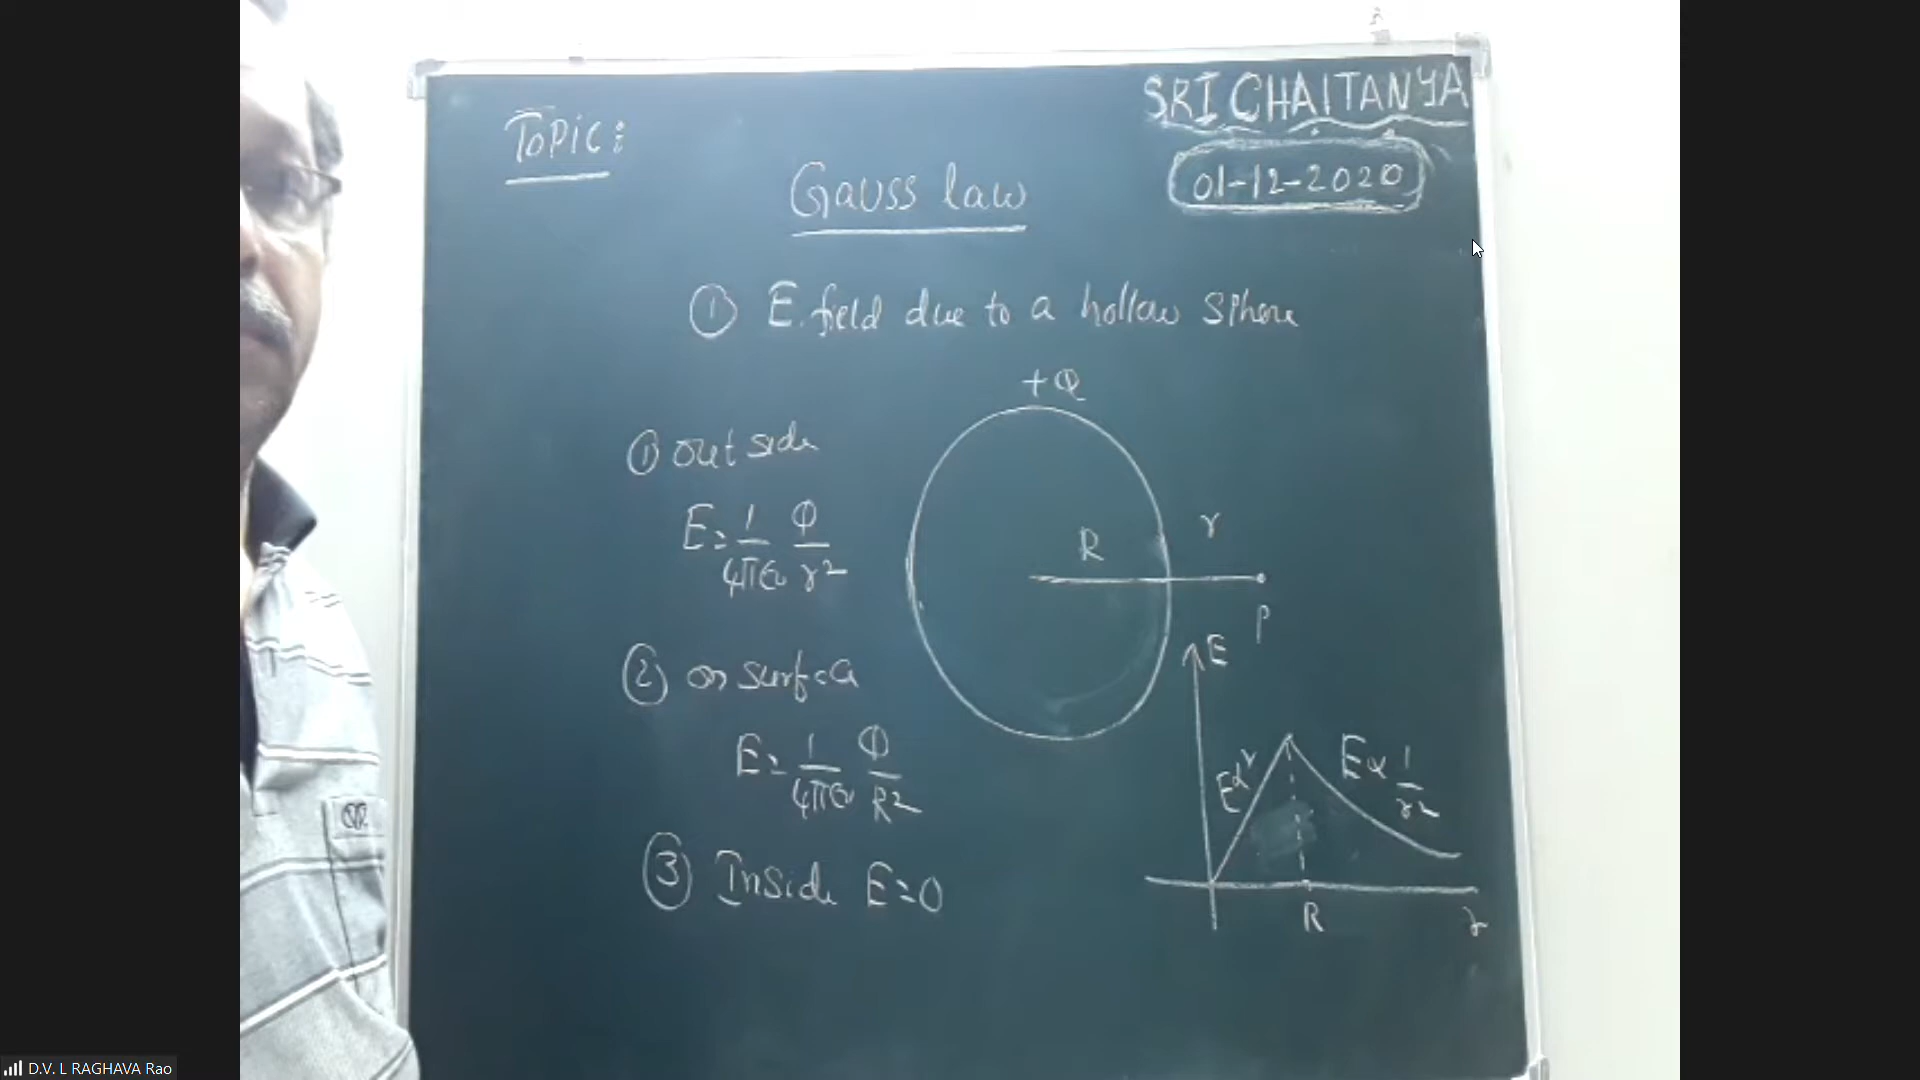 Topic:
SRI CHAITANYA
01-12-2020
Gauss law
① E. field due to a hollow sphere
+Q
① out side
E = 1/4πε₀ Q/r²
R
r
P
② on surface
E = 1/4πε₀ Q/R²
③ Inside E=0
E
E α r
E α 1/r²
R
r
D.V. L RAGHAVA Rao